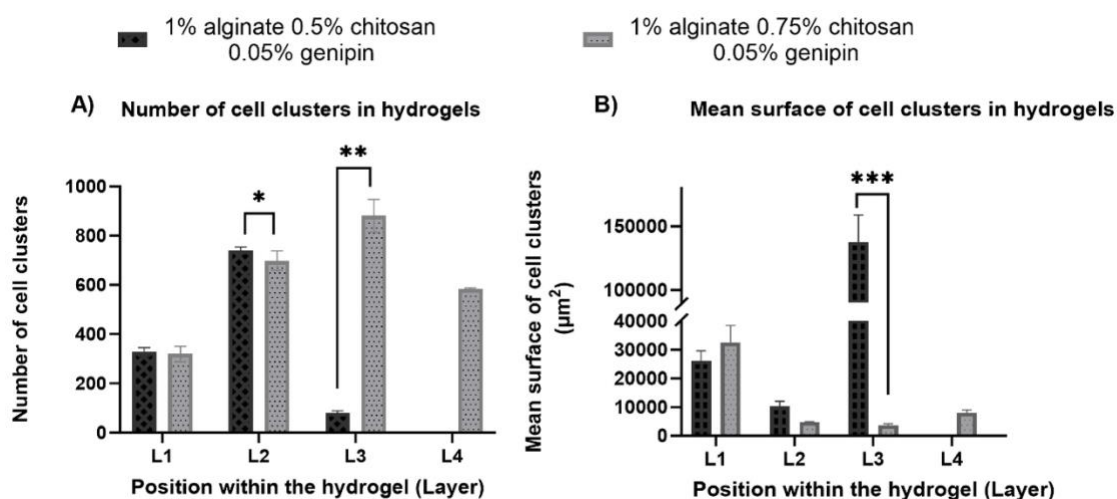 1% alginate 0.5% chitosan
0.05% genipin
1% alginate 0.75% chitosan
0.05% genipin
A) Number of cell clusters in hydrogels
Number of cell clusters
1000
800
600
400
200
0
*
**
L1 L2 L3 L4
Position within the hydrogel (Layer)
B) Mean surface of cell clusters in hydrogels
Mean surface of cell clusters
(µm²)
150000
100000
40000
30000
20000
10000
0
***
L1 L2 L3 L4
Position within the hydrogel (Layer)